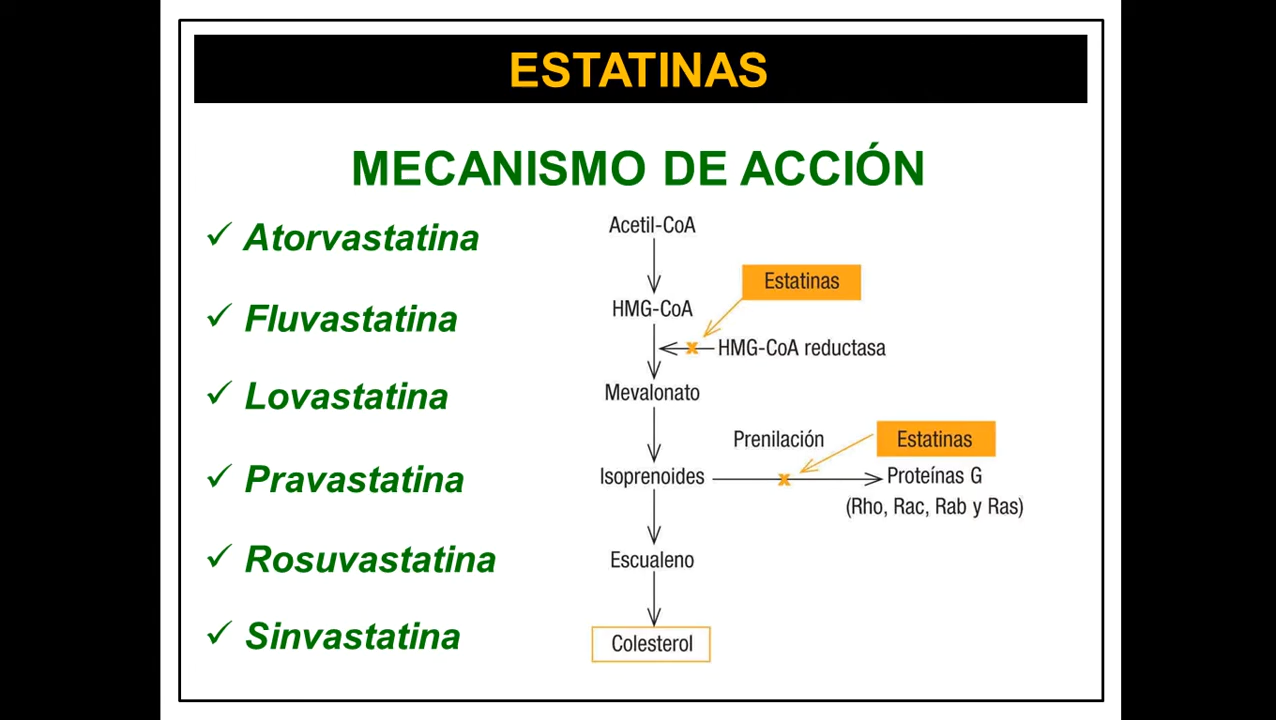 ESTATINAS
MECANISMO DE ACCIÓN
Atorvastatina
Fluvastatina
Lovastatina
Pravastatina
Rosuvastatina
Sinvastatina
Acetil-CoA
Estatinas
HMG-CoA
HMG-CoA reductasa
Mevalonato
Prenilación
Estatinas
Isoprenoides
Proteínas G
(Rho, Rac, Rab y Ras)
Escualeno
Colesterol